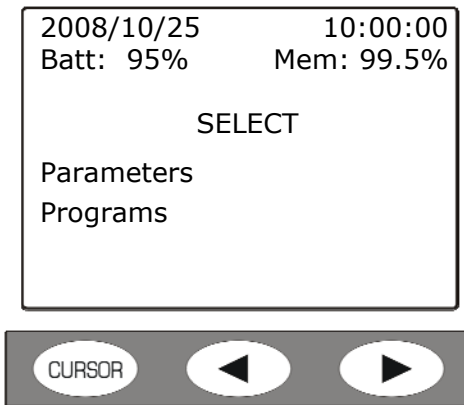 2008/10/25 10:00:00
Batt: 95% Mem: 99.5%
SELECT
Parameters
Programs
CURSOR